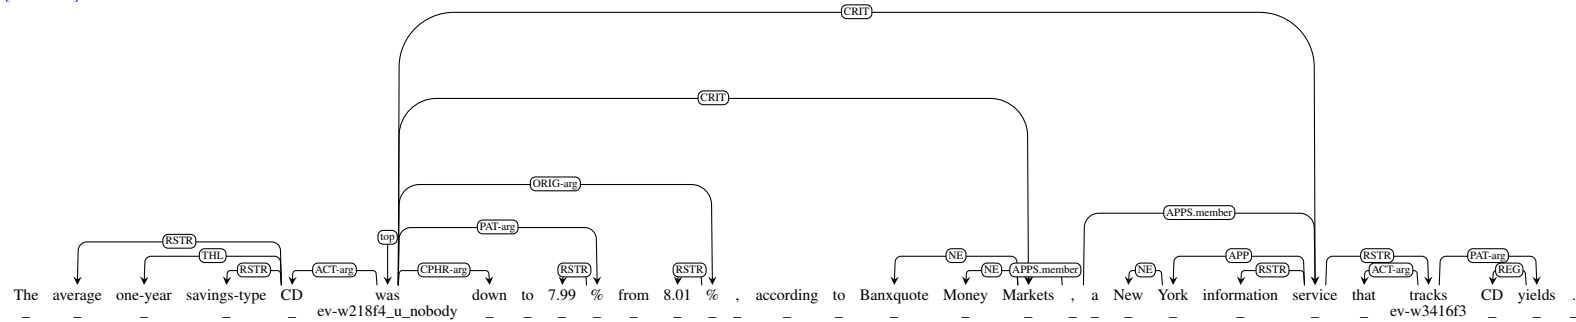 CRIT
CRIT
ORIG-arg
APPS.member
PAT-arg
top
RSTR
THL
NE
APP
RSTR
PAT-arg
RSTR
ACT-arg
CPHR-arg
RSTR
RSTR
NE
APPS.member
NE
RSTR
ACT-arg
REG
The average one-year savings-type CD was down to 7.99 % from 8.01 % , according to Banxquote Money Markets , a New York information service that tracks CD yields .
_ _ _ _ _ ev-w218f4_u_nobody _ _ _ _ _ _ _ _ _ _ _ _ _ _ _ _ _ _ _ _ _ ev-w3416f3 _ _ _